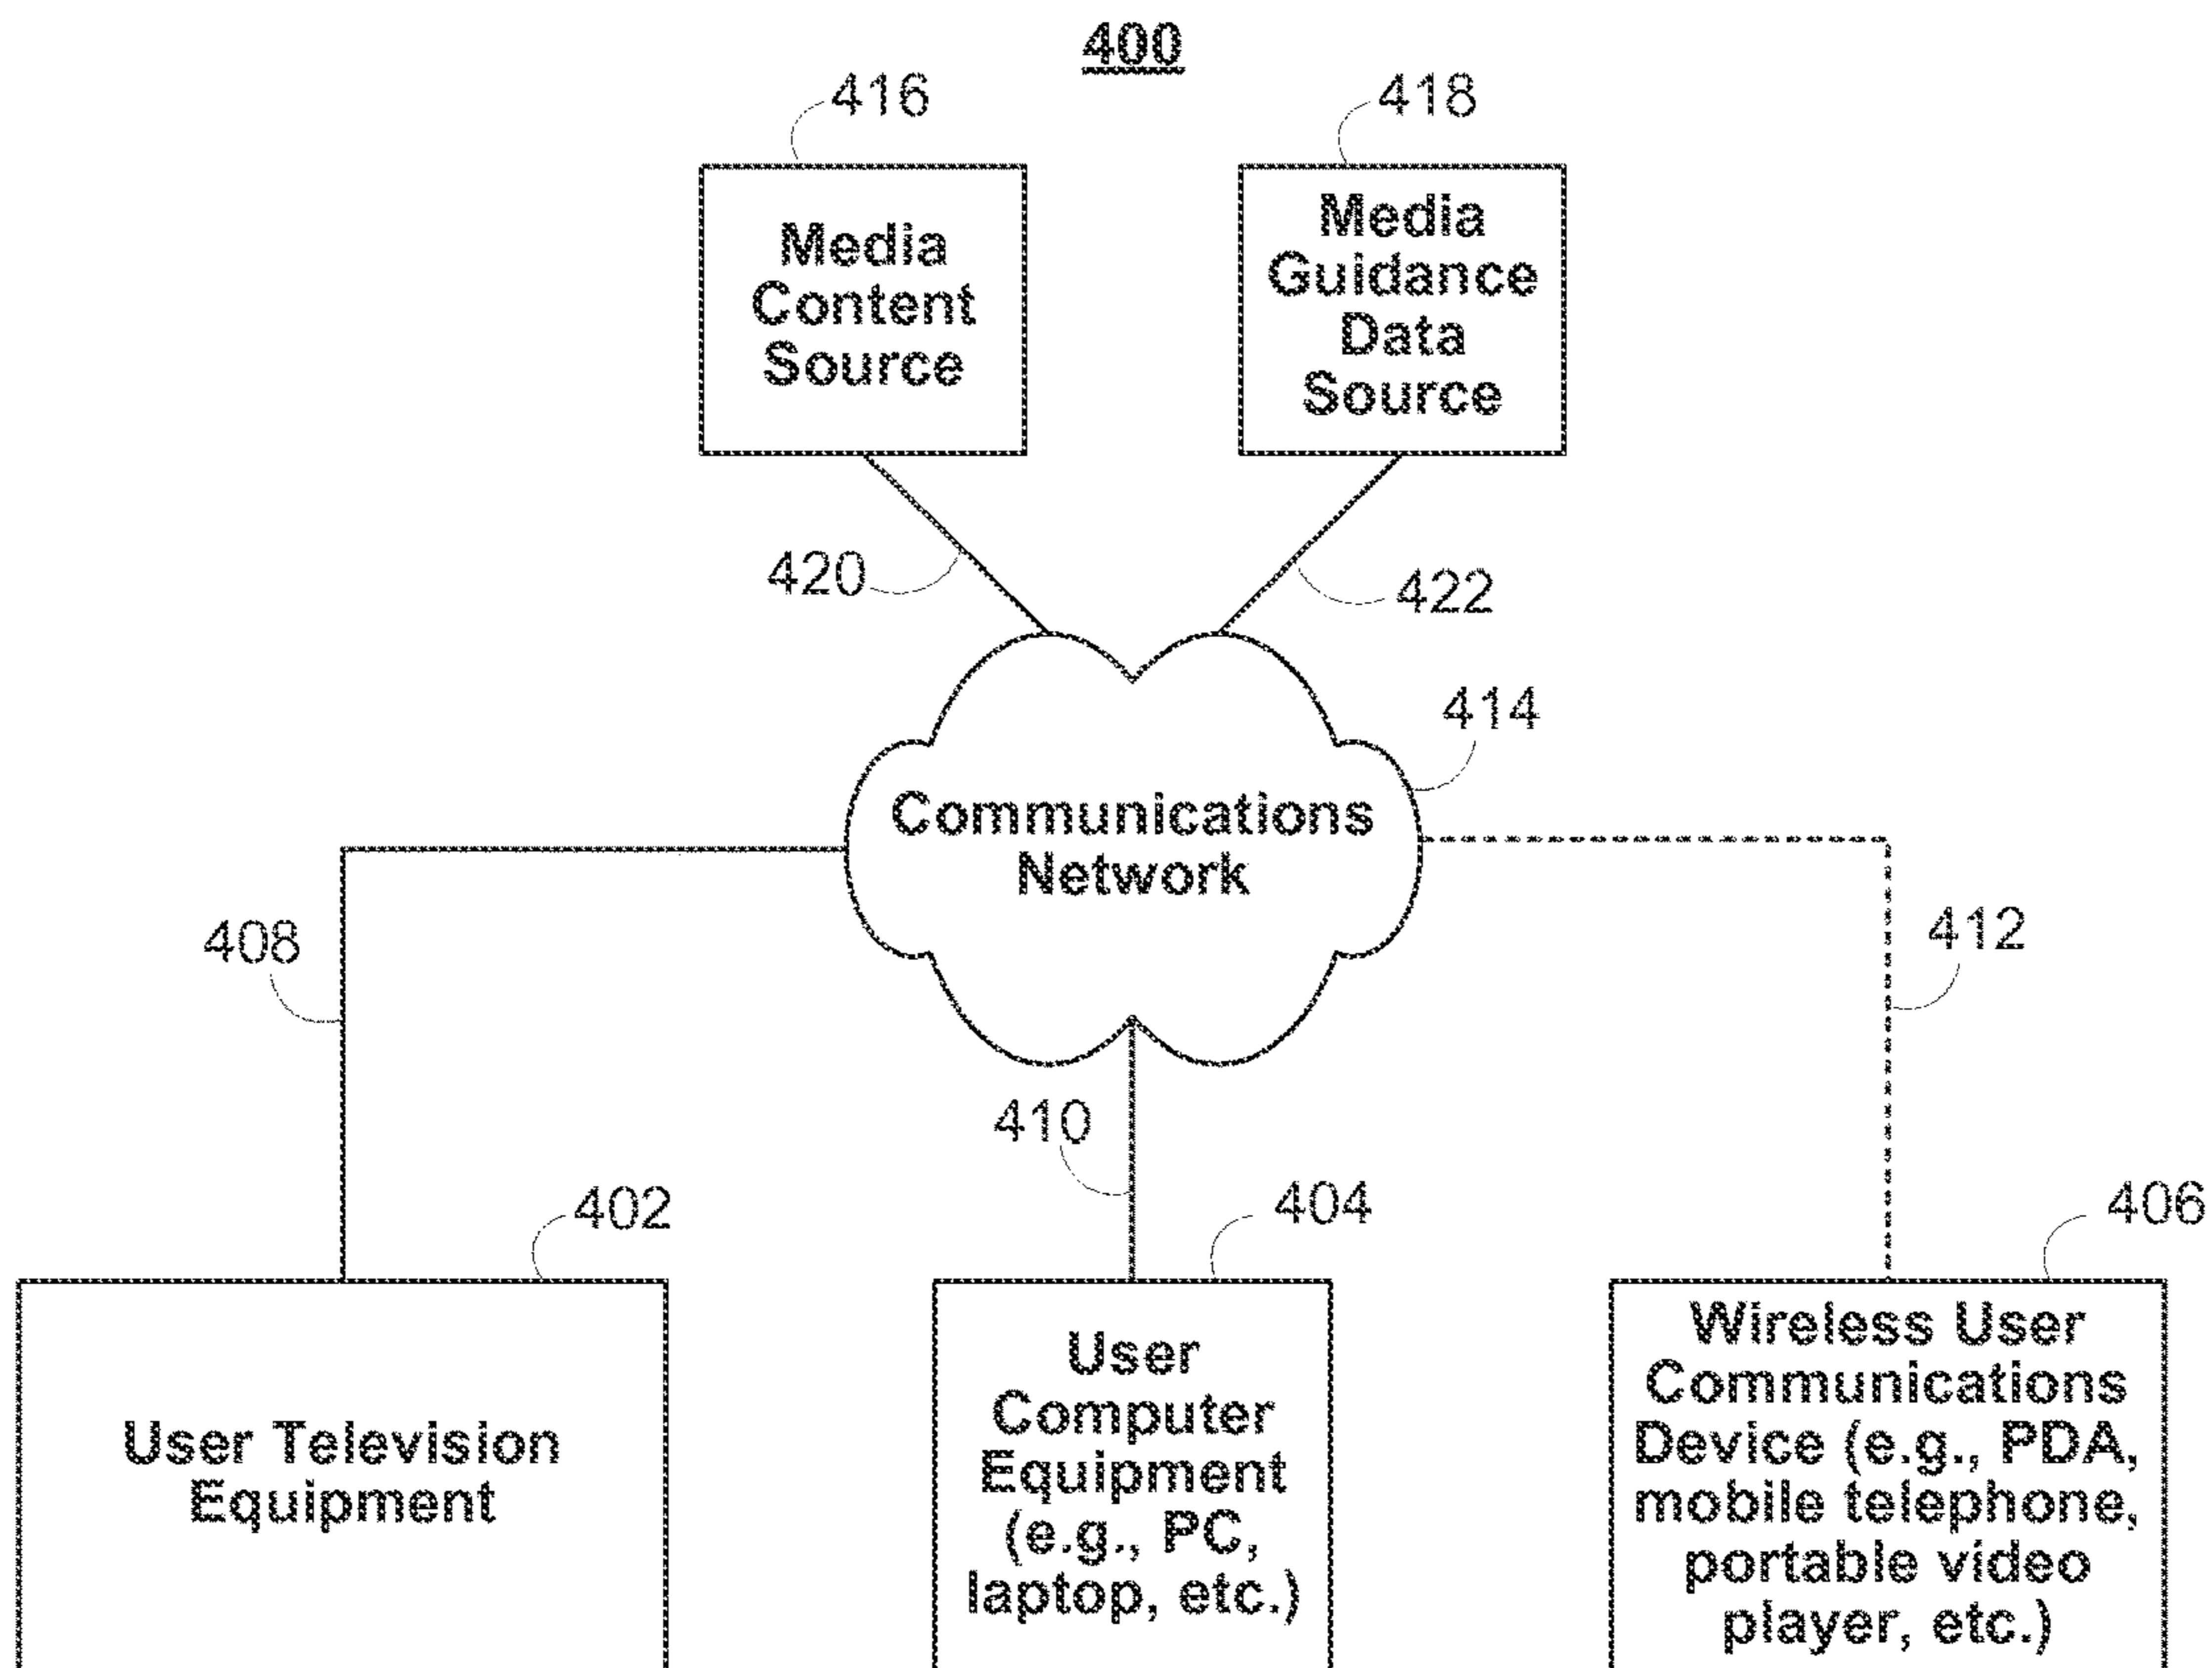 400
416
418
Media
Content
Source
Media
Guidance
Data
Source
420
422
414
Communications
Network
408
412
410
402
404
406
User Television
Equipment
User
Computer
Equipment
(e.g., PC,
laptop, etc.)
Wireless User
Communications
Device (e.g., PDA,
mobile telephone,
portable video
player, etc.)